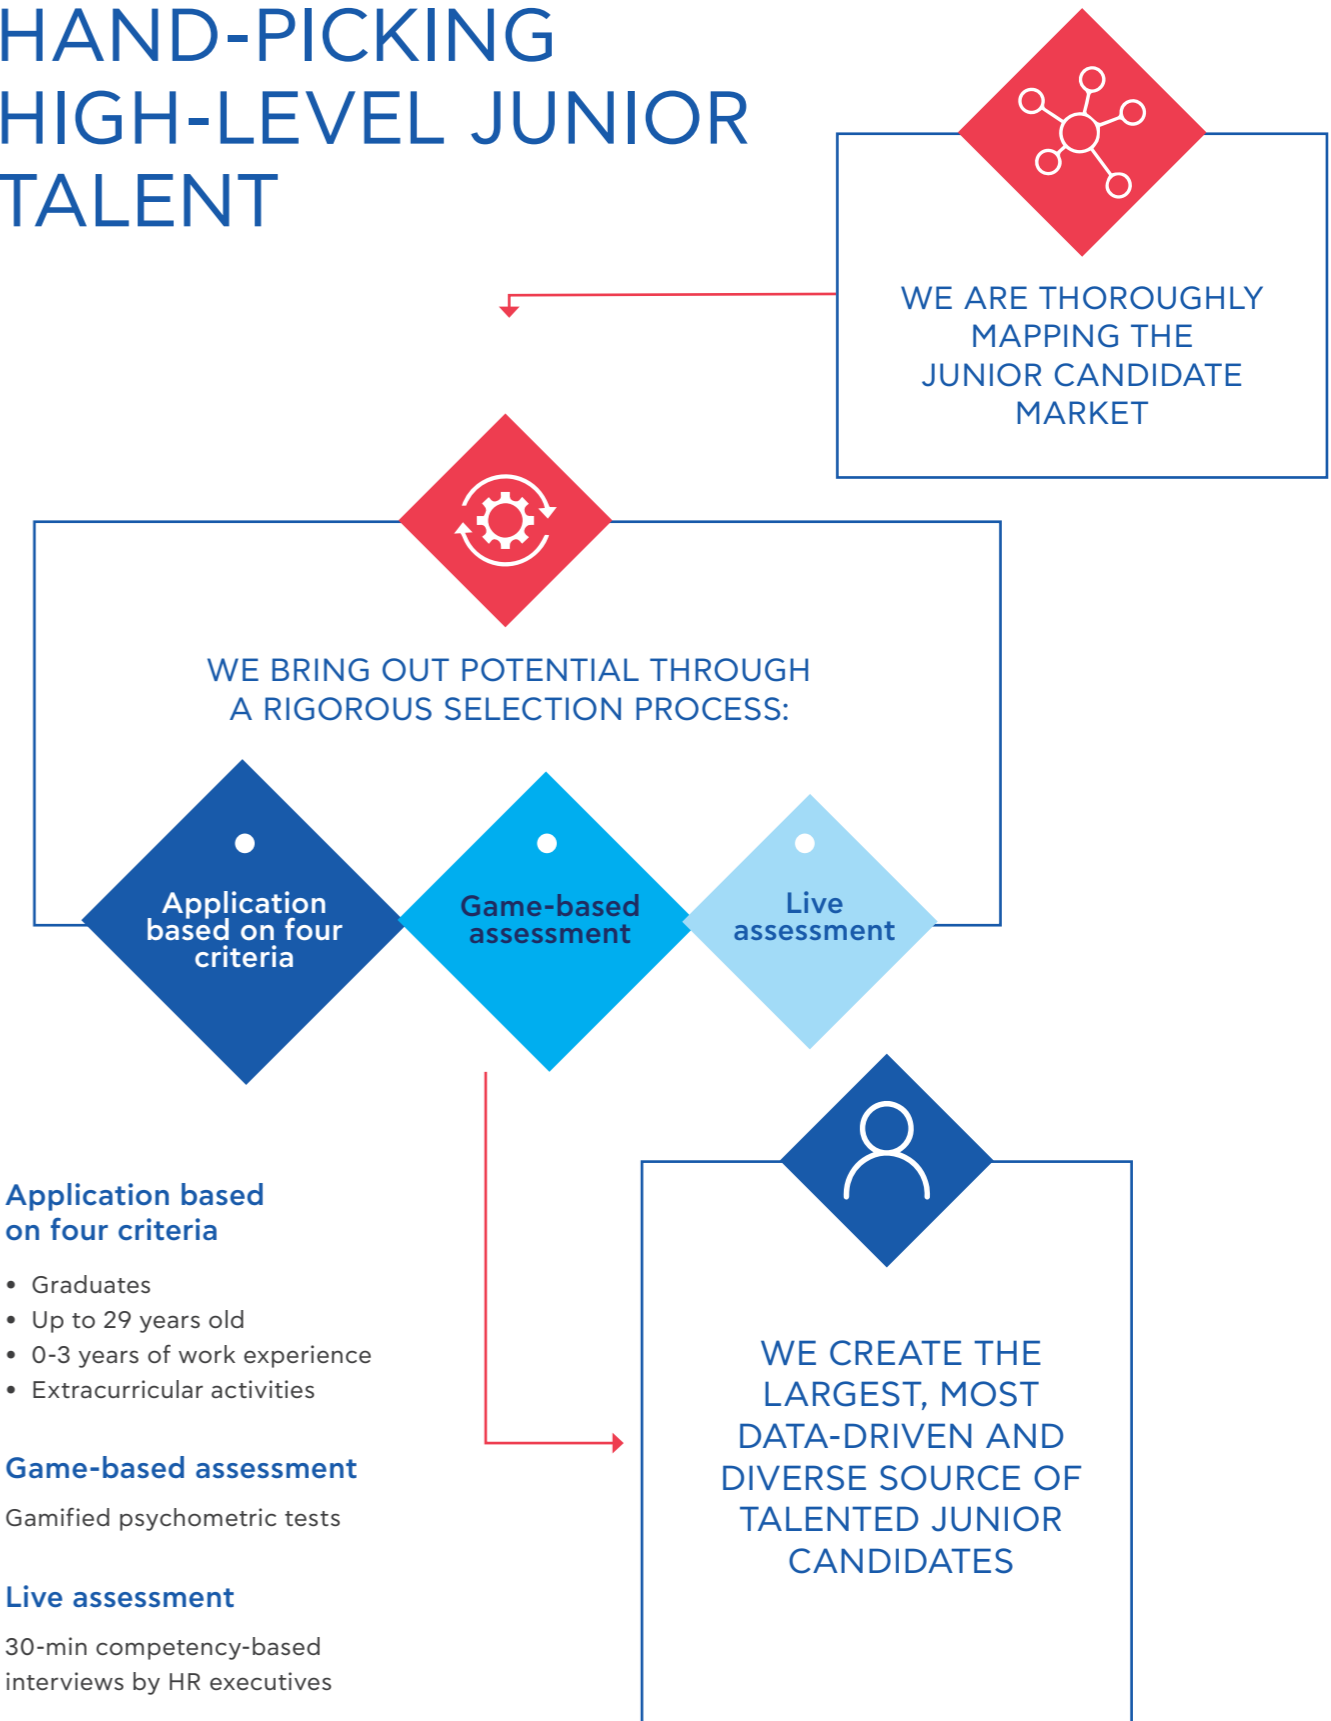 HAND-PICKING
HIGH-LEVEL JUNIOR
TALENT
WE ARE THOROUGHLY
MAPPING THE
JUNIOR CANDIDATE
MARKET
WE BRING OUT POTENTIAL THROUGH
A RIGOROUS SELECTION PROCESS:
Application
based on four
criteria
Game-based
assessment
Live
assessment
Application based
on four criteria
• Graduates
• Up to 29 years old
• 0-3 years of work experience
• Extracurricular activities
Game-based assessment
Gamified psychometric tests
Live assessment
30-min competency-based
interviews by HR executives
WE CREATE THE
LARGEST, MOST
DATA-DRIVEN AND
DIVERSE SOURCE OF
TALENTED JUNIOR
CANDIDATES